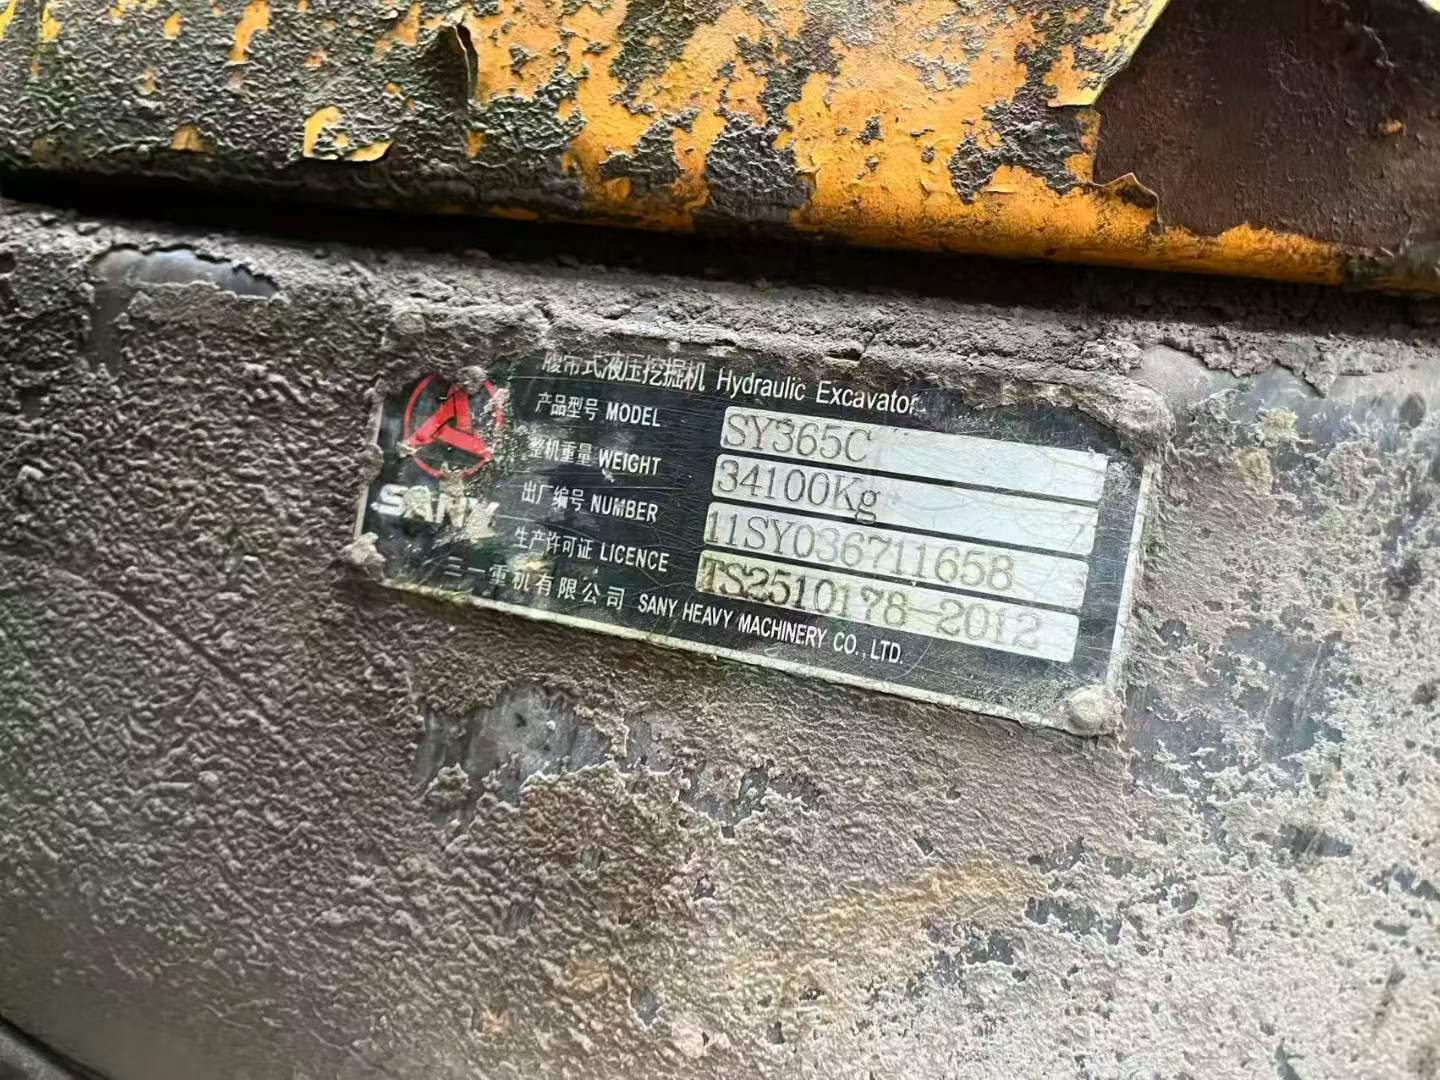 履带式液压挖掘机 Hydraulic Excavator
产品型号 MODEL SY365C
整机重量 WEIGHT 34100Kg
出厂编号 NUMBER 11SY036711658
生产许可证 LICENCE TS2510178-2012
SANY
三一重机有限公司 SANY HEAVY MACHINERY CO., LTD.